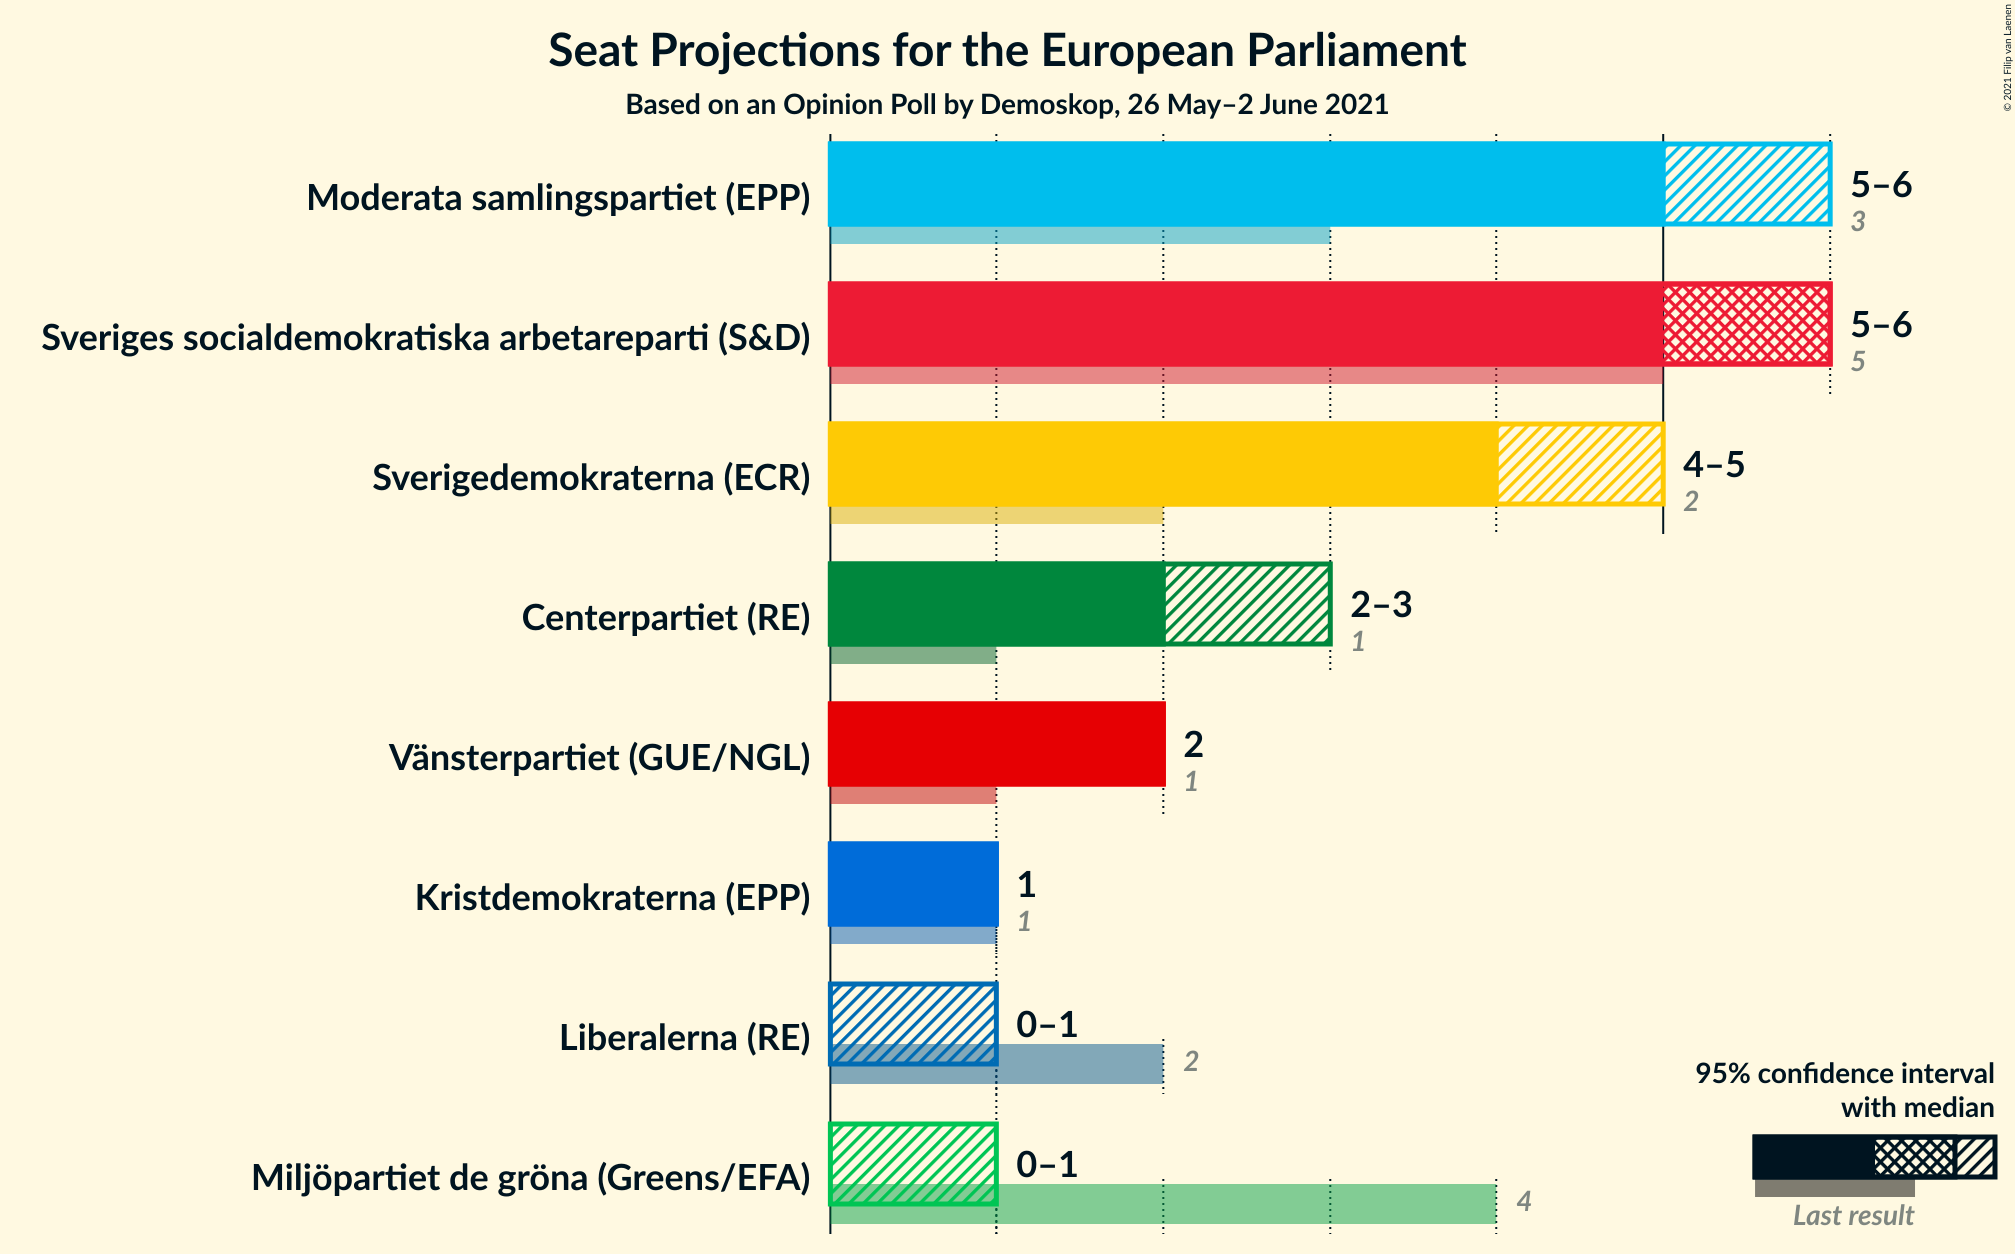 Seat Projections for the European Parliament
Based on an Opinion Poll by Demoskop, 26 May–2 June 2021
© 2021 Filip van Laenen
Moderata samlingspartiet (EPP)
5–6
3
Sveriges socialdemokratiska arbetareparti (S&D)
5–6
5
Sverigedemokraterna (ECR)
4–5
2
Centerpartiet (RE)
2–3
1
Vänsterpartiet (GUE/NGL)
2
1
Kristdemokraterna (EPP)
1
1
Liberalerna (RE)
0–1
2
Miljöpartiet de gröna (Greens/EFA)
0–1
4
95% confidence interval
with median
Last result